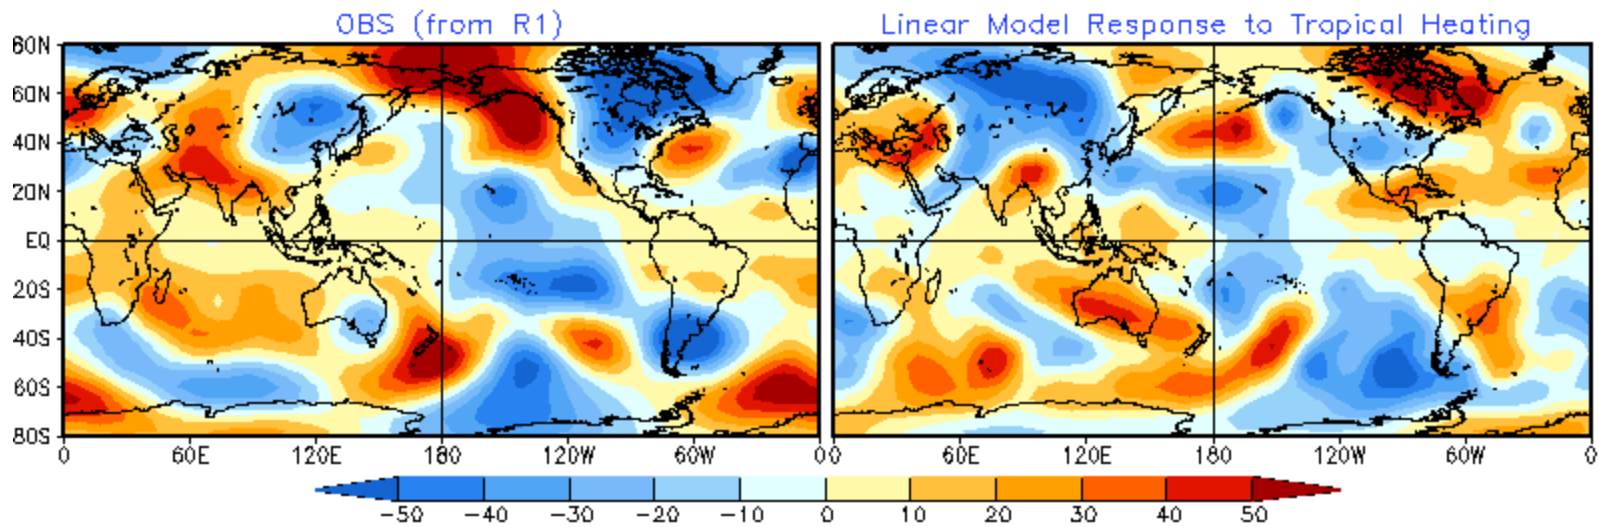 OBS (from R1)
Linear Model Response to Tropical Heating
80N
60N
40N
20N
EQ
20S
40S
60S
80S
0 60E 120E 180 120W 60W 0
0 60E 120E 180 120W 60W 0
-50 -40 -30 -20 -10 0 10 20 30 40 50